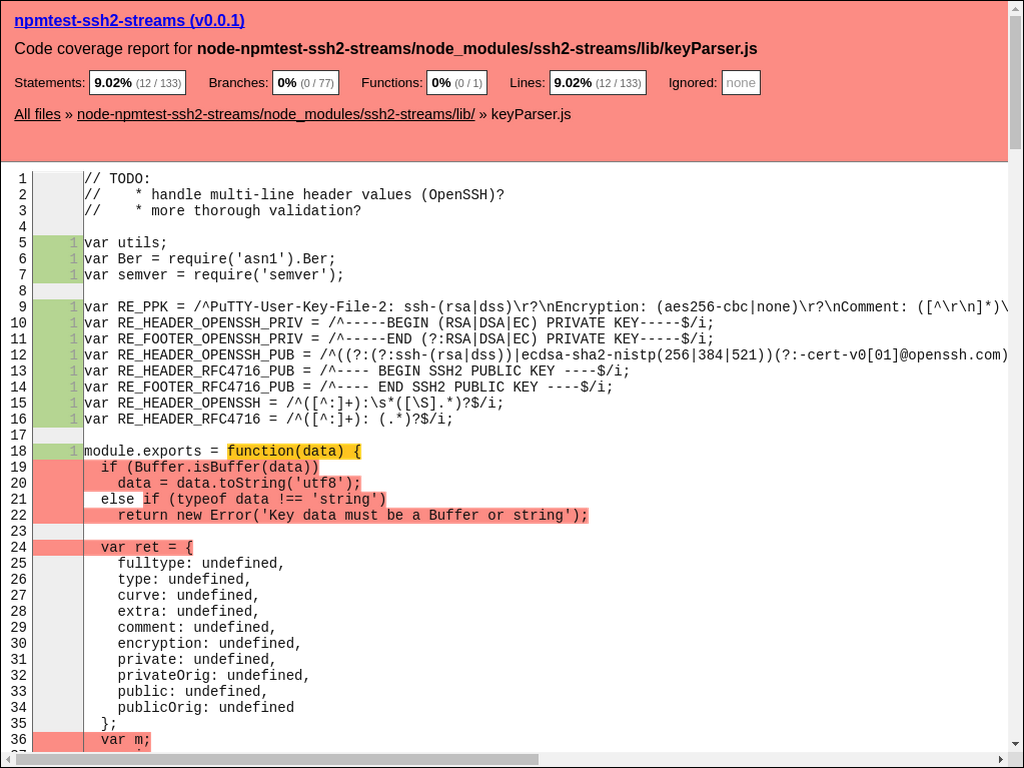 npmtest-ssh2-streams (v0.0.1)
Code coverage report for node-npmtest-ssh2-streams/node_modules/ssh2-streams/lib/keyParser.js
Statements: 9.02% (12 / 133) Branches: 0% (0 / 77) Functions: 0% (0 / 1) Lines: 9.02% (12 / 133) Ignored: none
All files » node-npmtest-ssh2-streams/node_modules/ssh2-streams/lib/ » keyParser.js
1 // TODO:
2 //    * handle multi-line header values (OpenSSH)?
3 //    * more thorough validation?
4
5 1 var utils;
6 1 var Ber = require('asn1').Ber;
7 1 var semver = require('semver');
8
9 1 var RE_PPK = /^PuTTY-User-Key-File-2: ssh-(rsa|dss)\r?\nEncryption: (aes256-cbc|none)\r?\nComment: ([^\r\n]*)\
10 1 var RE_HEADER_OPENSSH_PRIV = /^-----BEGIN (RSA|DSA|EC) PRIVATE KEY-----$/i;
11 1 var RE_FOOTER_OPENSSH_PRIV = /^-----END (?:RSA|DSA|EC) PRIVATE KEY-----$/i;
12 1 var RE_HEADER_OPENSSH_PUB = /^((?:(?:ssh-(rsa|dss))|ecdsa-sha2-nistp(256|384|521))(?:-cert-v0[01]@openssh.com)
13 1 var RE_HEADER_RFC4716_PUB = /^---- BEGIN SSH2 PUBLIC KEY ----$/i;
14 1 var RE_FOOTER_RFC4716_PUB = /^---- END SSH2 PUBLIC KEY ----$/i;
15 1 var RE_HEADER_OPENSSH = /^([^:]+):\s*([\S].*)?$/i;
16 1 var RE_HEADER_RFC4716 = /^([^:]+): (.*)?$/i;
17
18 1 module.exports = function(data) {
19   if (Buffer.isBuffer(data))
20     data = data.toString('utf8');
21   else if (typeof data !== 'string')
22     return new Error('Key data must be a Buffer or string');
23
24   var ret = {
25     fulltype: undefined,
26     type: undefined,
27     curve: undefined,
28     extra: undefined,
29     comment: undefined,
30     encryption: undefined,
31     private: undefined,
32     privateOrig: undefined,
33     public: undefined,
34     publicOrig: undefined
35   };
36   var m;